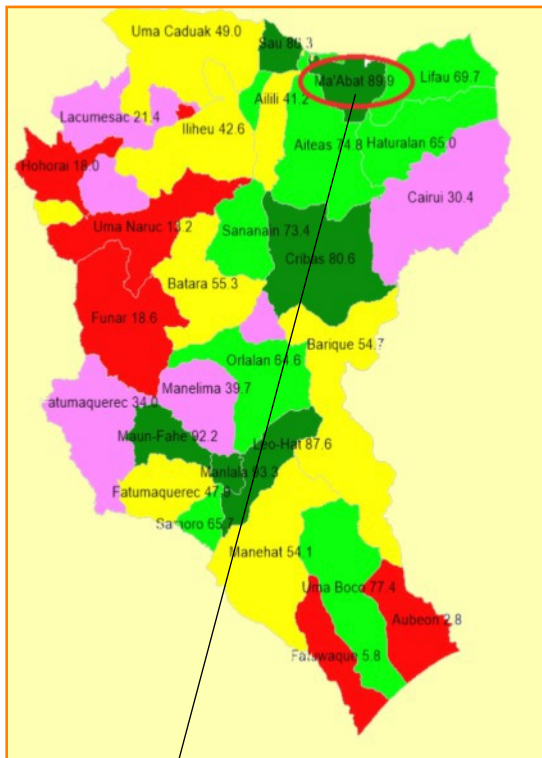 Uma Caduak 49.0
Sau 80.3
Ma'Abat 89.9
Lifau 69.7
Ailili 41.2
Lacumesac 21.4
Iliheu 42.6
Aiteas 74.8
Haturalan 65.0
Hohorai 18.0
Cairui 30.4
Uma Naruc 13.2
Sananain 73.4
Cribas 80.6
Batara 55.3
Funar 18.6
Barique 54.7
Orlalan 64.6
Manelima 39.7
atumaquerec 34.0
Maun-Fahe 92.2
Leo-Hat 87.6
Manlala 93.3
Fatumaquerec 47.9
Samoro 65.7
Manehat 54.1
Uma Boco 77.4
Aubeon 2.8
Fatuwaque 5.8